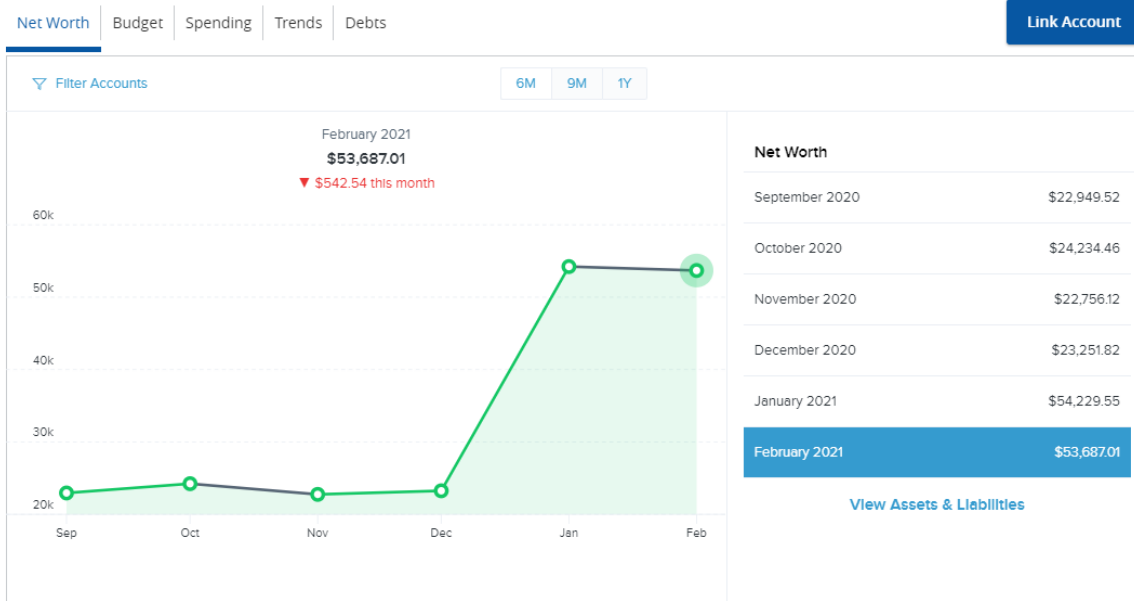 Net Worth Budget Spending Trends Debts Link Account
Filter Accounts 6M 9M 1Y
February 2021
$53,687.01
▼ $542.54 this month
60k
50k
40k
30k
20k
Sep Oct Nov Dec Jan Feb
Net Worth
September 2020 $22,949.52
October 2020 $24,234.46
November 2020 $22,756.12
December 2020 $23,251.82
January 2021 $54,229.55
February 2021 $53,687.01
View Assets & Liabilities